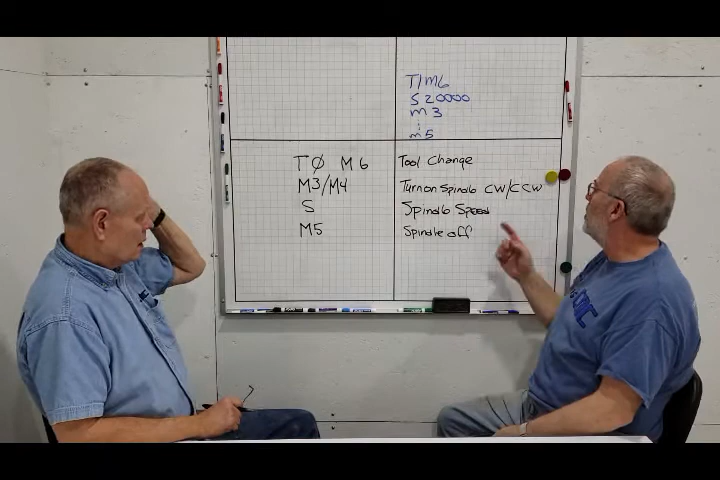 T1M6
S 20000
M3
M5
TØ M6 Tool Change
M3/M4 Turn on Spindle CW/CCW
S Spindle Speed
M5 Spindle off